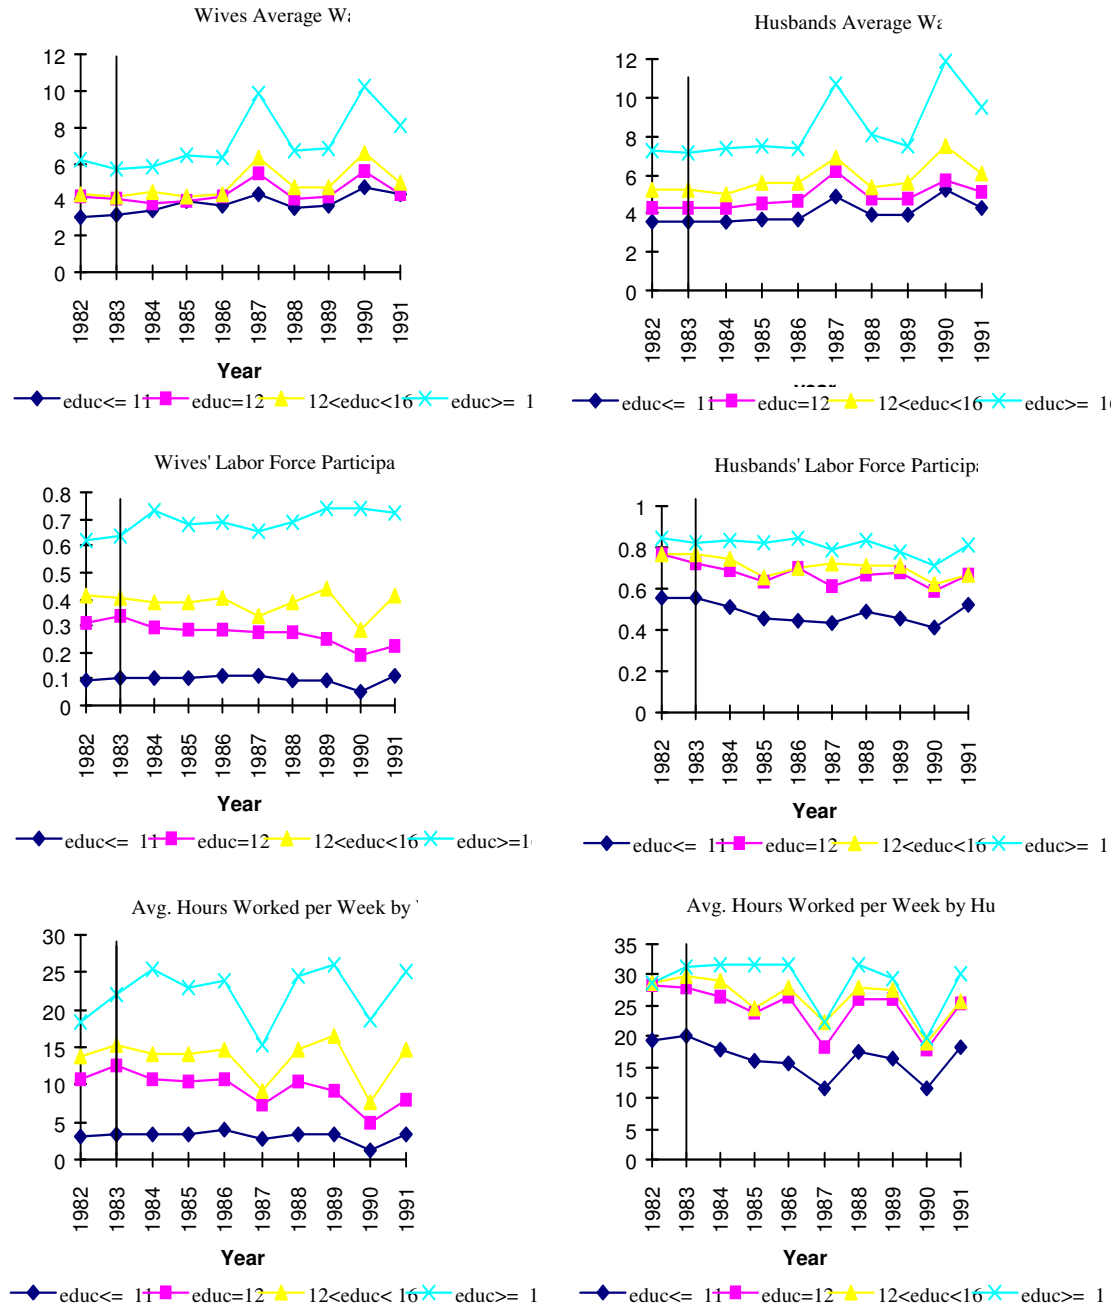 Wives Average Wa
12
10
8
6
4
2
0
1982 1983 1984 1985 1986 1987 1988 1989 1990 1991
Year
educ<= 11 educ=12 12<educ<16 educ>= 1
Husbands Average Wa
12
10
8
6
4
2
0
1982 1983 1984 1985 1986 1987 1988 1989 1990 1991
year
educ<= 11 educ=12 12<educ<16 educ>= 16
Wives' Labor Force Participa
0.8
0.7
0.6
0.5
0.4
0.3
0.2
0.1
0
1982 1983 1984 1985 1986 1987 1988 1989 1990 1991
Year
educ<= 11 educ=12 12<educ<16 educ>=1
Husbands' Labor Force Participa
1
0.8
0.6
0.4
0.2
0
1982 1983 1984 1985 1986 1987 1988 1989 1990 1991
Year
educ<= 11 educ=12 12<educ<16 educ>= 1
Avg. Hours Worked per Week by
30
25
20
15
10
5
0
1982 1983 1984 1985 1986 1987 1988 1989 1990 1991
Year
educ<= 11 educ=12 12<educ< 16 educ>= 1
Avg. Hours Worked per Week by Hu
35
30
25
20
15
10
5
0
1982 1983 1984 1985 1986 1987 1988 1989 1990 1991
Year
educ<= 11 educ=12 12<educ<16 educ>= 1